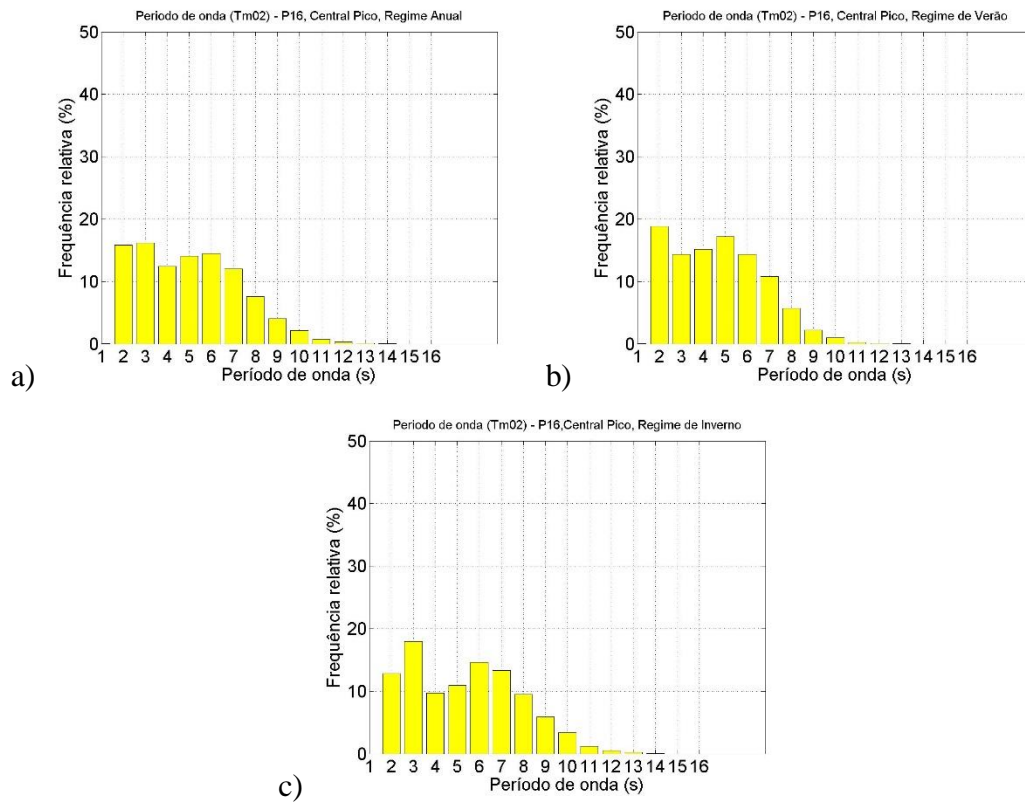 Periodo de onda (Tm02) - P16, Central Pico, Regime Anual
50
40
30
20
10
0
Frequência relativa (%)
1 2 3 4 5 6 7 8 9 10 11 12 13 14 15 16
Período de onda (s)
a)
Periodo de onda (Tm02) - P16, Central Pico, Regime de Verão
50
40
30
20
10
0
Frequência relativa (%)
1 2 3 4 5 6 7 8 9 10 11 12 13 14 15 16
Período de onda (s)
b)
Periodo de onda (Tm02) - P16,Central Pico, Regime de Inverno
50
40
30
20
10
0
Frequência relativa (%)
1 2 3 4 5 6 7 8 9 10 11 12 13 14 15 16
Período de onda (s)
c)